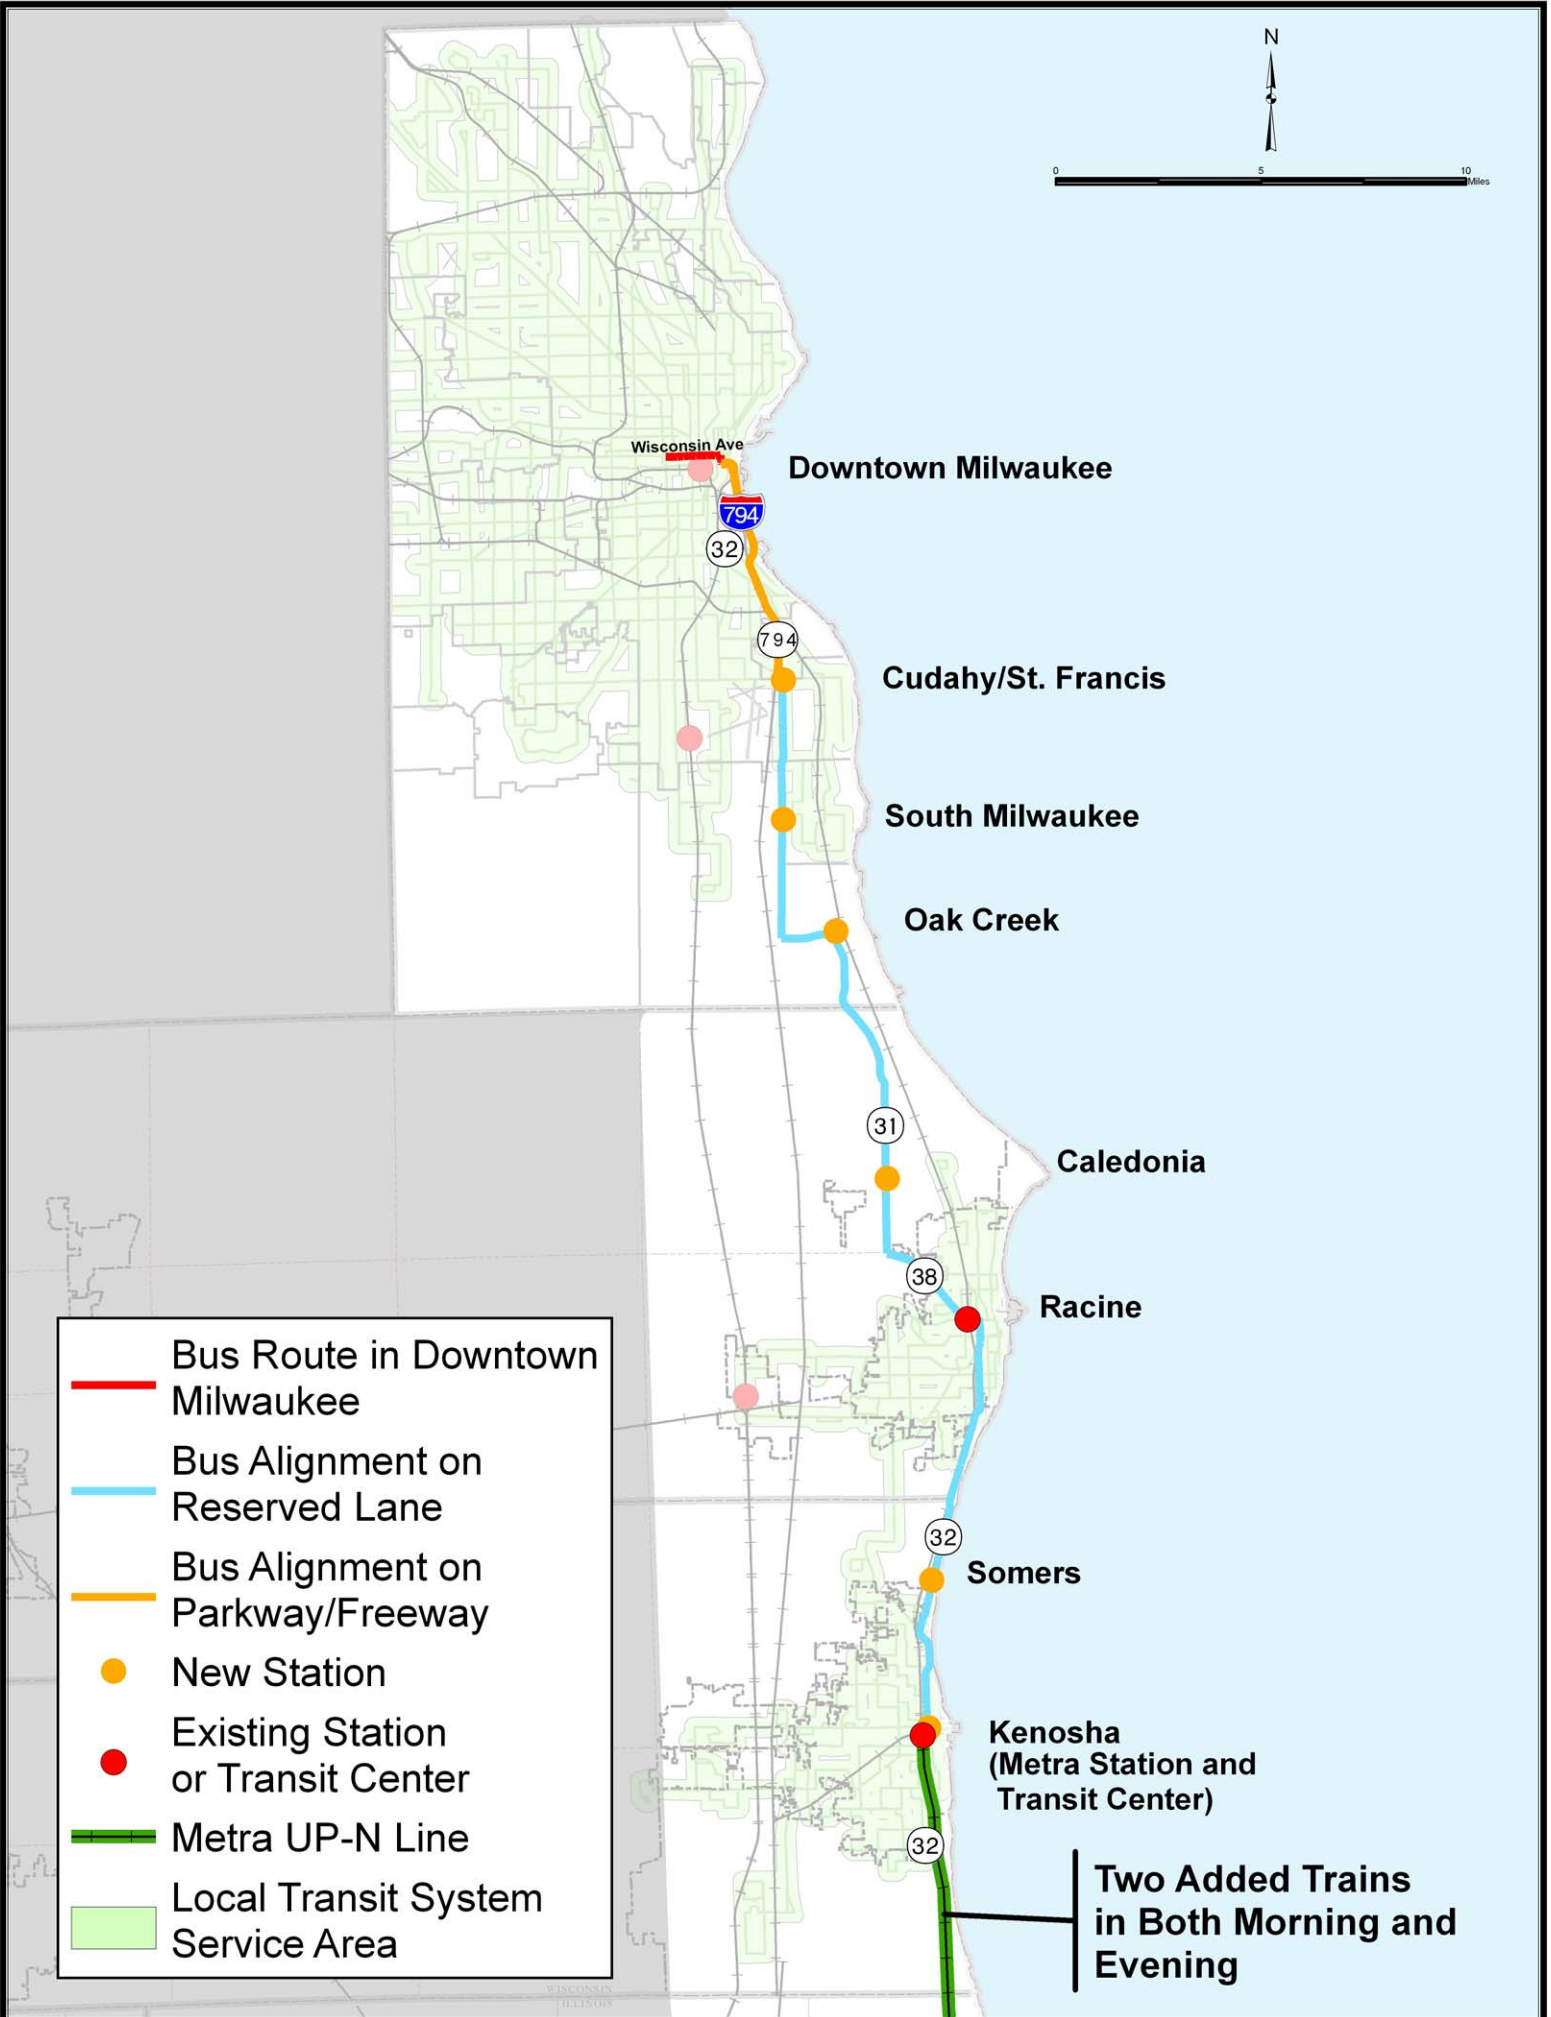 N
0 5 10
Miles
Wisconsin Ave
Downtown Milwaukee
794
32
794
Cudahy/St. Francis
South Milwaukee
Oak Creek
31
Caledonia
38
Racine
32
Somers
Kenosha
(Metra Station and
Transit Center)
32
Two Added Trains
in Both Morning and
Evening
Bus Route in Downtown
Milwaukee
Bus Alignment on
Reserved Lane
Bus Alignment on
Parkway/Freeway
New Station
Existing Station
or Transit Center
Metra UP-N Line
Local Transit System
Service Area
WISCONSIN
ILLINOIS